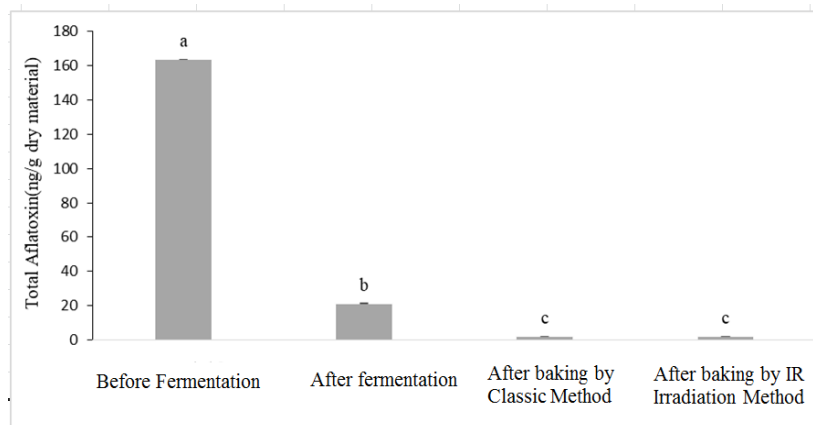 180
a
160
140
120
100
80
60
40
20
0
Total Aflatoxin(ng/g dry material)
b
c
c
Before Fermentation
After fermentation
After baking by
Classic Method
After baking by IR
Irradiation Method